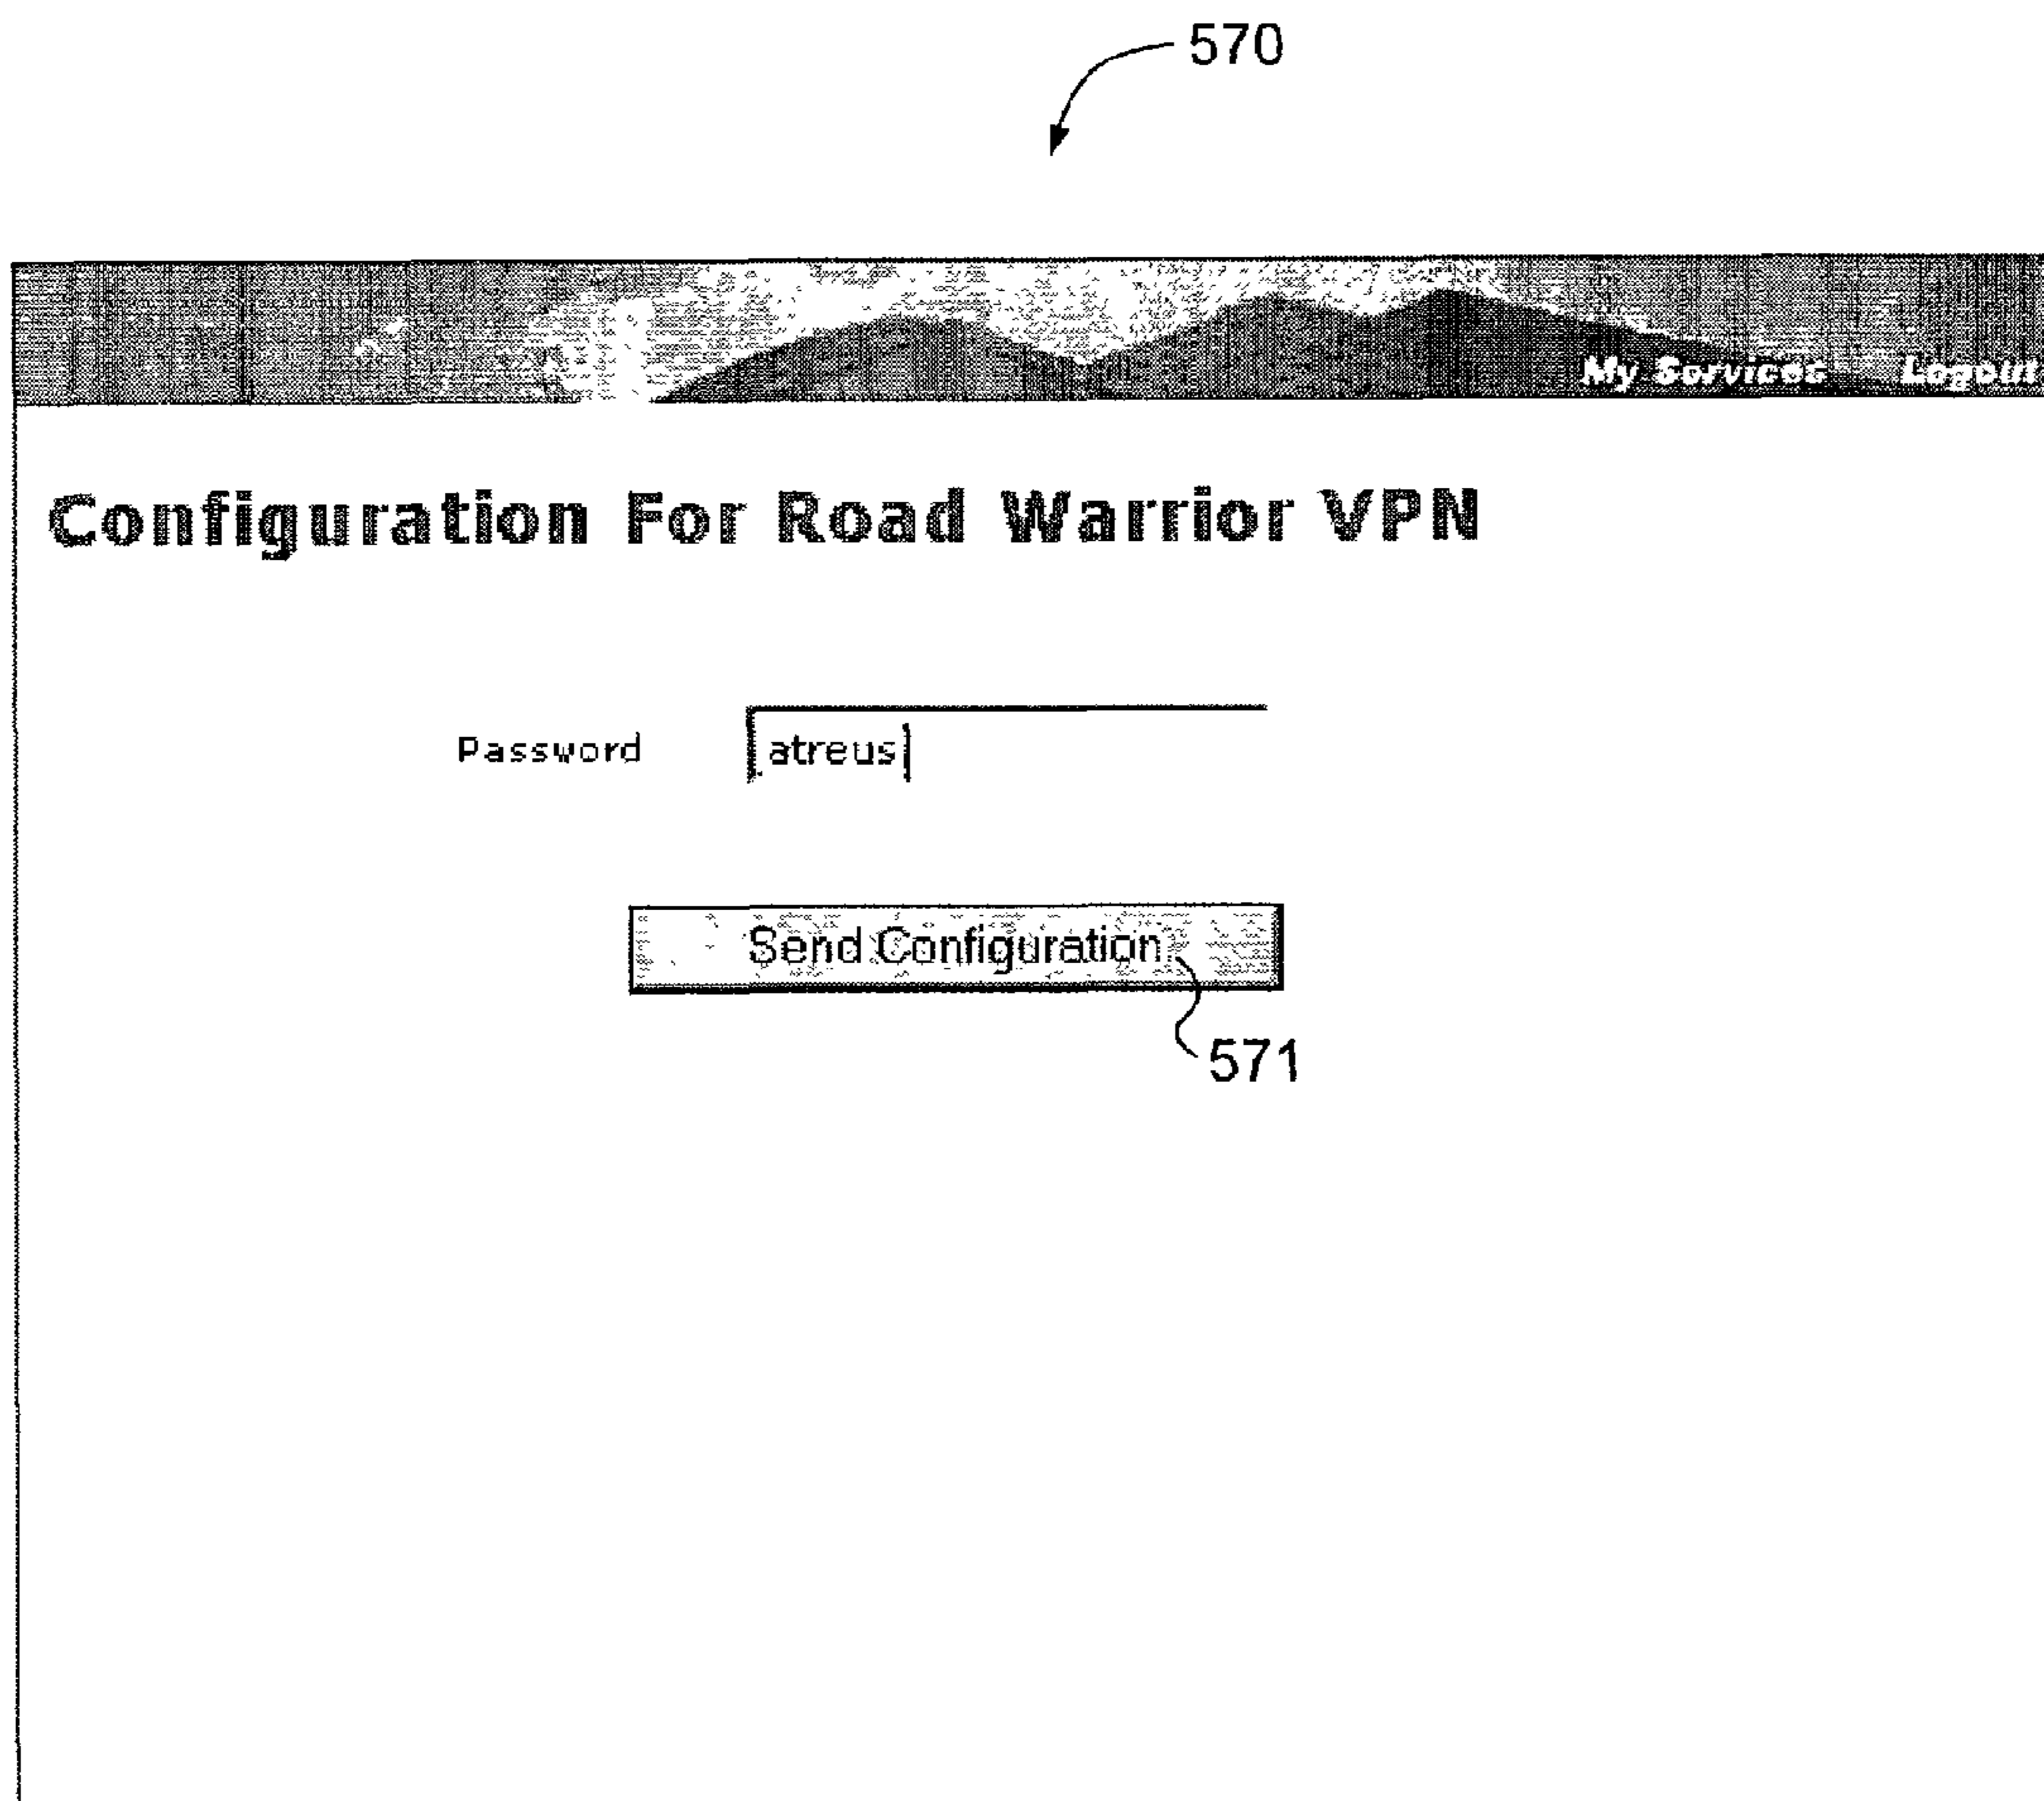 570
My Services Logout
Configuration For Road Warrior VPN
Password atreus
Send Configuration
571